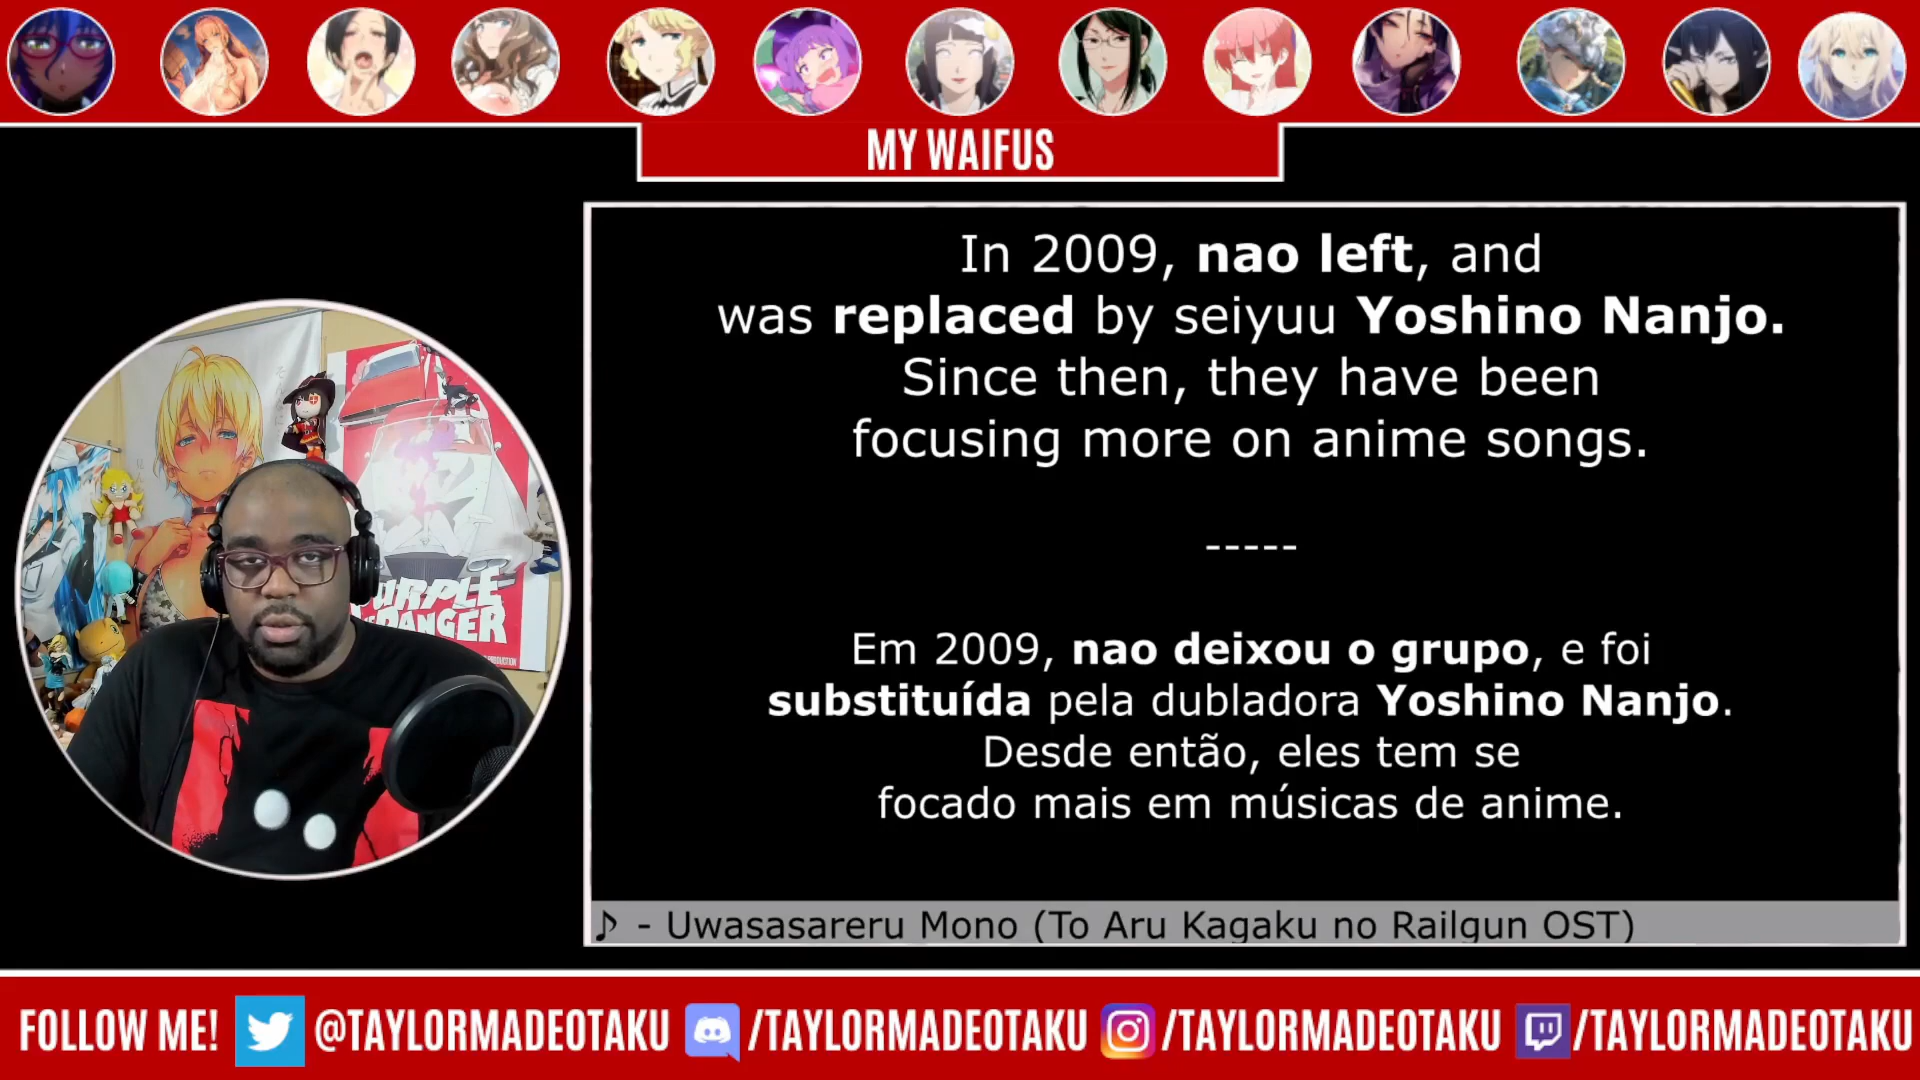 MY WAIFUS
In 2009, nao left, and
was replaced by seiyuu Yoshino Nanjo.
Since then, they have been
focusing more on anime songs.
-----
Em 2009, nao deixou o grupo, e foi
substituída pela dubladora Yoshino Nanjo.
Desde então, eles tem se
focado mais em músicas de anime.
♪ - Uwasasareru Mono (To Aru Kagaku no Railgun OST)
PURPLE
DANGER
FOLLOW ME! @TAYLORMADEOTAKU /TAYLORMADEOTAKU /TAYLORMADEOTAKU /TAYLORMADEOTAKU